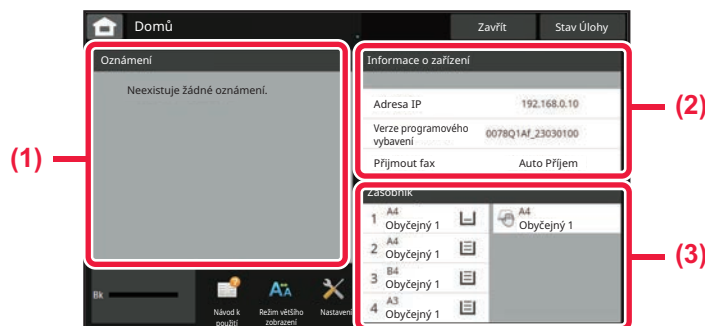 Domů
Zavřít
Stav Úlohy
Oznámení
Neexistuje žádné oznámení.
(1)
Informace o zařízení
Adresa IP 192.168.0.10
Verze programového
vybavení
0078Q1Af_23030100
Přijmout fax Auto Příjem
(2)
Zásobník
1 A4
Obyčejný 1
A4
Obyčejný 1
2 A4
Obyčejný 1
3 B4
Obyčejný 1
4 A3
Obyčejný 1
(3)
Bk
Návod k
použití
Režim většího
zobrazení
Nastavení